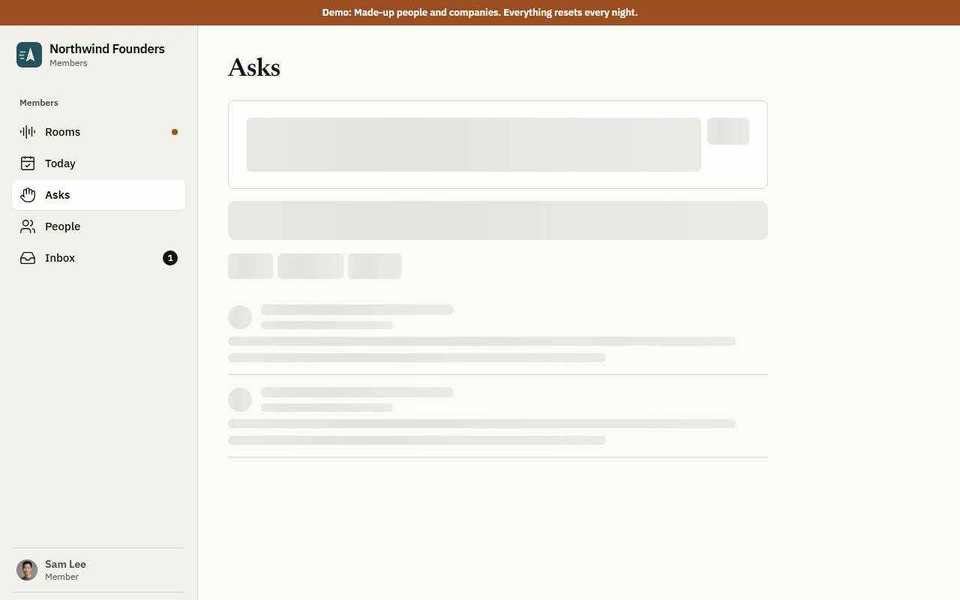 Demo: Made-up people and companies. Everything resets every night.
Northwind Founders
Members
Members
Rooms
Today
Asks
People
Inbox
1
Sam Lee
Member
Asks